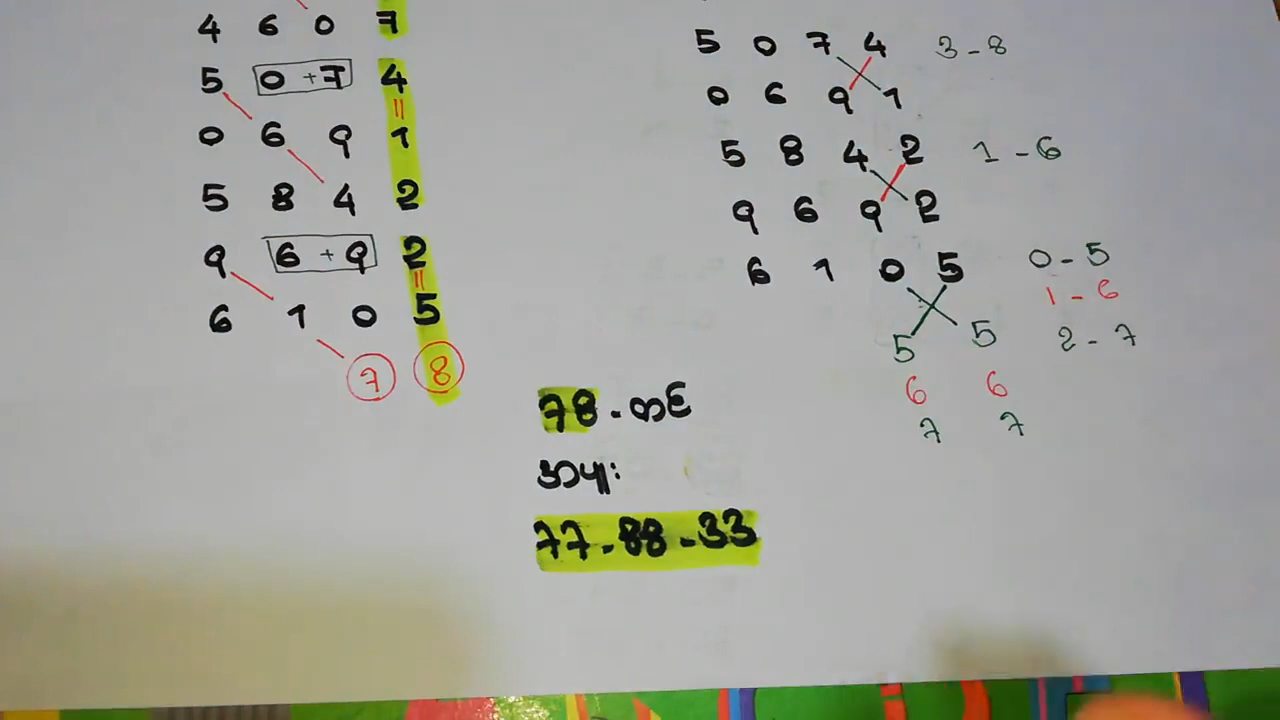 4 6 0 7
5 0+7 4
0 6 9 1
5 8 4 2
9 6+9 2
6 1 0 5
7 8
5 0 7 4 3-8
0 6 9 1
5 8 4 2 1-6
9 6 9 2
6 1 0 5 0-5
1-6
5 5 2-7
6 6
7 7
78.ထိ
77.88.33